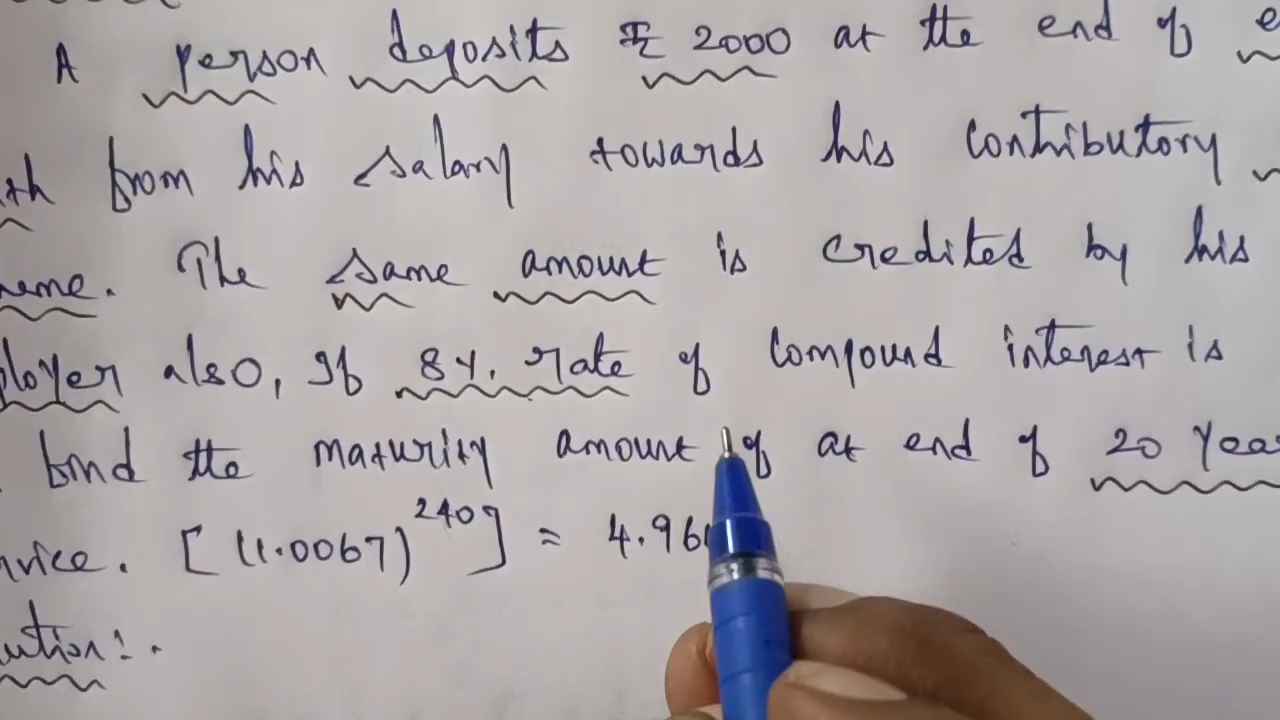 A person deposits ₹ 2000 at the end of e
th from his salary towards his contributory
eme. The same amount is credited by his
ployer also, If 8%. rate of compound interest is
find the maturity amount of at end of 20 Yea
rvice. [(1.0067)^240] = 4.966
ution:.